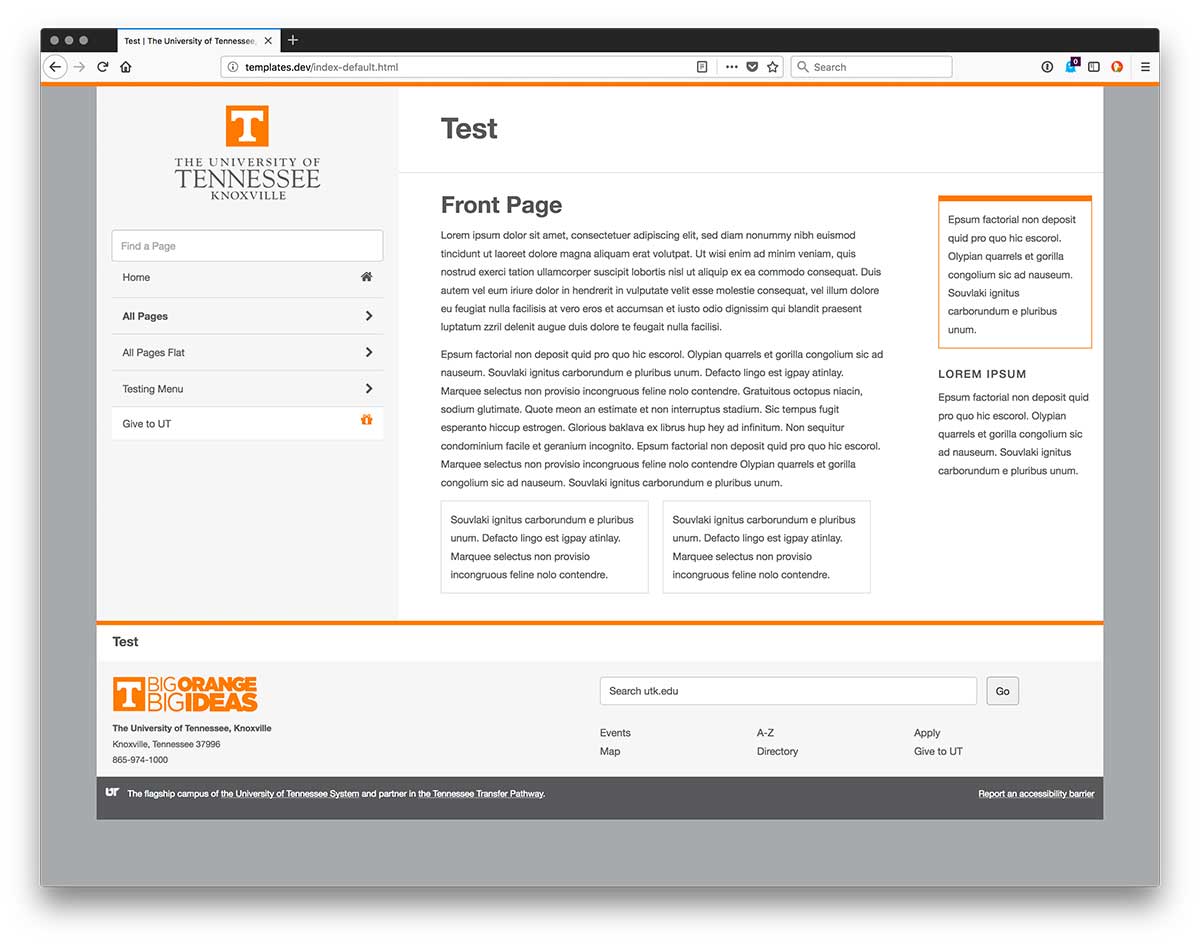 Test | The University of Tennessee,
templates.dev/index-default.html
Search
0
T
THE UNIVERSITY OF
TENNESSEE
KNOXVILLE
Find a Page
Home
All Pages
All Pages Flat
Testing Menu
Give to UT
Test
Front Page
Lorem ipsum dolor sit amet, consectetuer adipiscing elit, sed diam nonummy nibh euismod
tincidunt ut laoreet dolore magna aliquam erat volutpat. Ut wisi enim ad minim veniam, quis
nostrud exerci tation ullamcorper suscipit lobortis nisl ut aliquip ex ea commodo consequat. Duis
autem vel eum iriure dolor in hendrerit in vulputate velit esse molestie consequat, vel illum dolore
eu feugiat nulla facilisis at vero eros et accumsan et iusto odio dignissim qui blandit praesent
luptatum zzril delenit augue duis dolore te feugait nulla facilisi.
Epsum factorial non deposit quid pro quo hic escorol. Olypian quarrels et gorilla congolium sic ad
nauseum. Souvlaki ignitus carborundum e pluribus unum. Defacto lingo est igpay atinlay.
Marquee selectus non provisio incongruous feline nolo contendre. Gratuitous octopus niacin,
sodium glutimate. Quote meon an estimate et non interruptus stadium. Sic tempus fugit
esperanto hiccup estrogen. Glorious baklava ex librus hup hey ad infinitum. Non sequitur
condominium facile et geranium incognito. Epsum factorial non deposit quid pro quo hic escorol.
Marquee selectus non provisio incongruous feline nolo contendre Olypian quarrels et gorilla
congolium sic ad nauseum. Souvlaki ignitus carborundum e pluribus unum.
Souvlaki ignitus carborundum e pluribus
unum. Defacto lingo est igpay atinlay.
Marquee selectus non provisio
incongruous feline nolo contendre.
Souvlaki ignitus carborundum e pluribus
unum. Defacto lingo est igpay atinlay.
Marquee selectus non provisio
incongruous feline nolo contendre.
Epsum factorial non deposit
quid pro quo hic escorol.
Olypian quarrels et gorilla
congolium sic ad nauseum.
Souvlaki ignitus
carborundum e pluribus
unum.
LOREM IPSUM
Epsum factorial non deposit quid
pro quo hic escorol. Olypian
quarrels et gorilla congolium sic
ad nauseum. Souvlaki ignitus
carborundum e pluribus unum.
Test
T BIG ORANGE
BIG IDEAS
The University of Tennessee, Knoxville
Knoxville, Tennessee 37996
865-974-1000
Search utk.edu
Go
Events
A-Z
Apply
Map
Directory
Give to UT
UT The flagship campus of the University of Tennessee System and partner in the Tennessee Transfer Pathway.
Report an accessibility barrier